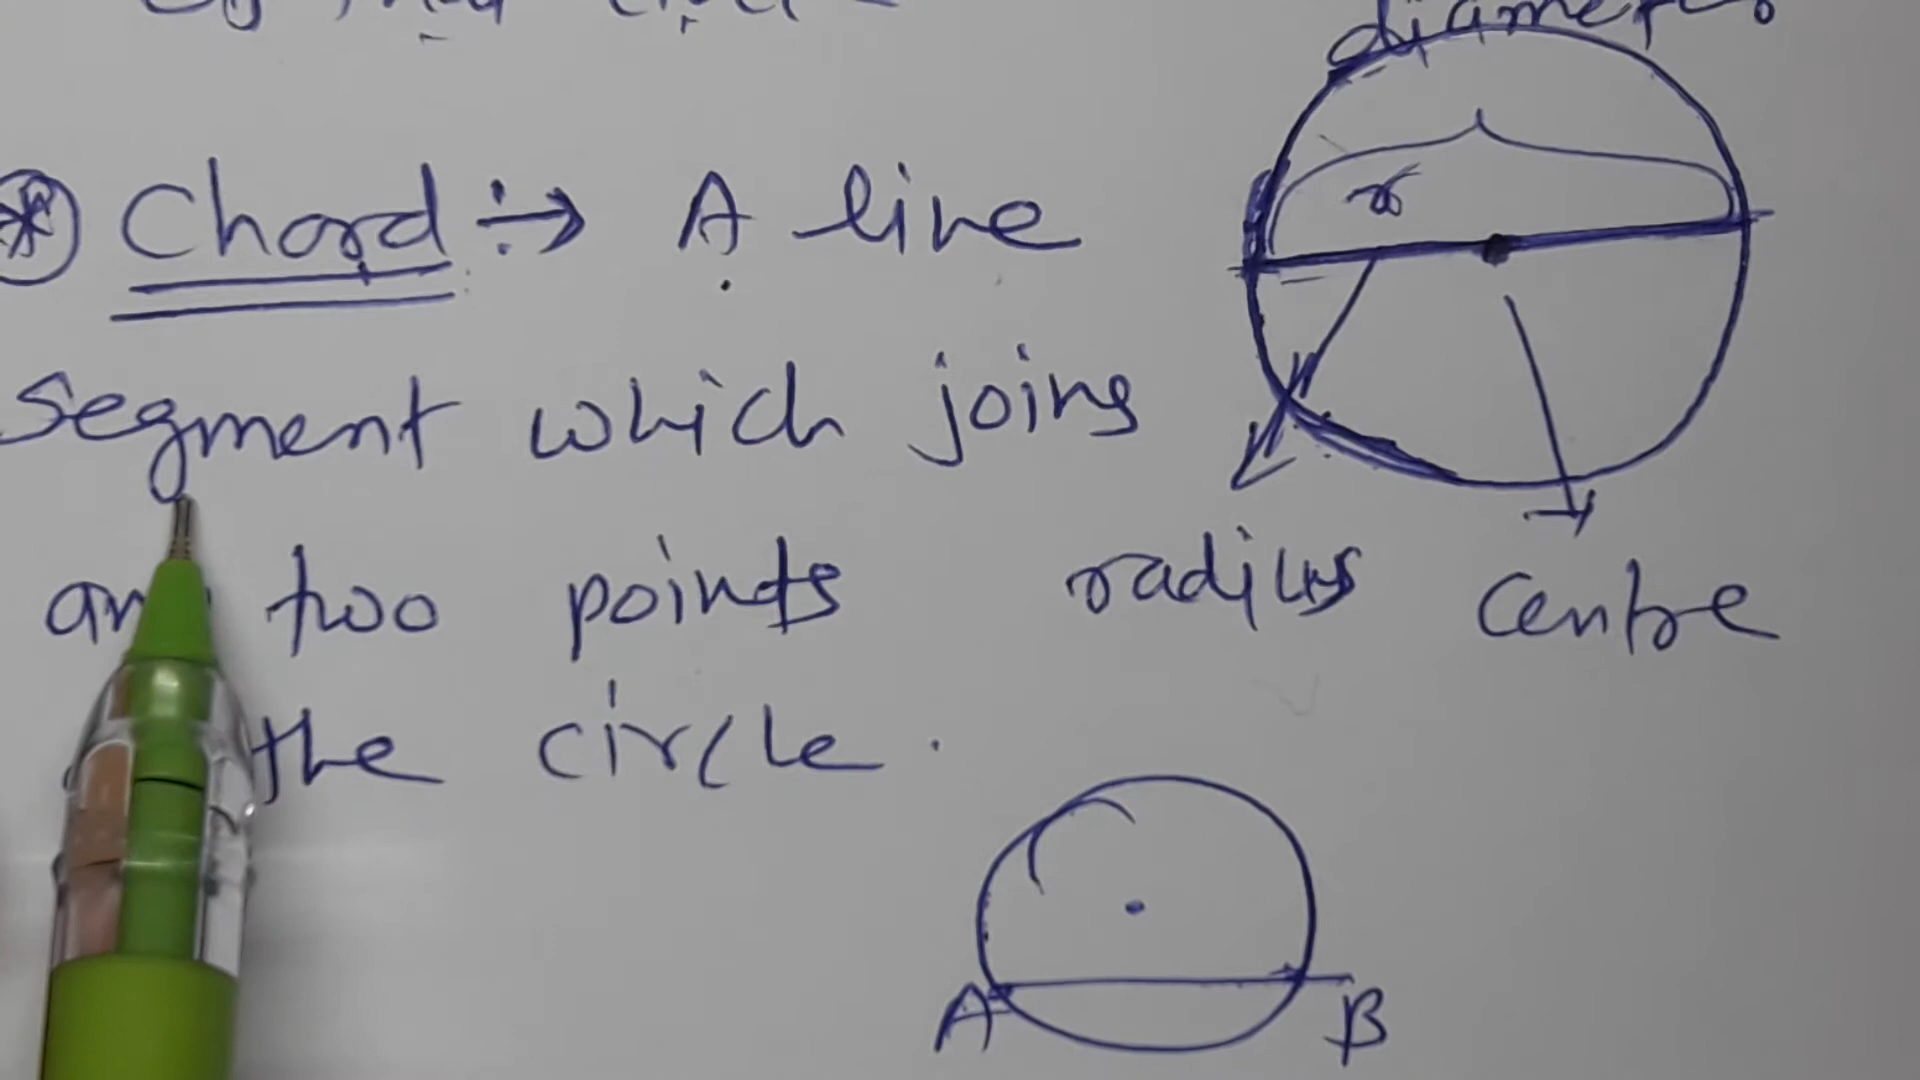 diameter
* Chord :→ A line
r
segment which joins
two points
radius centre
the circle.
A B